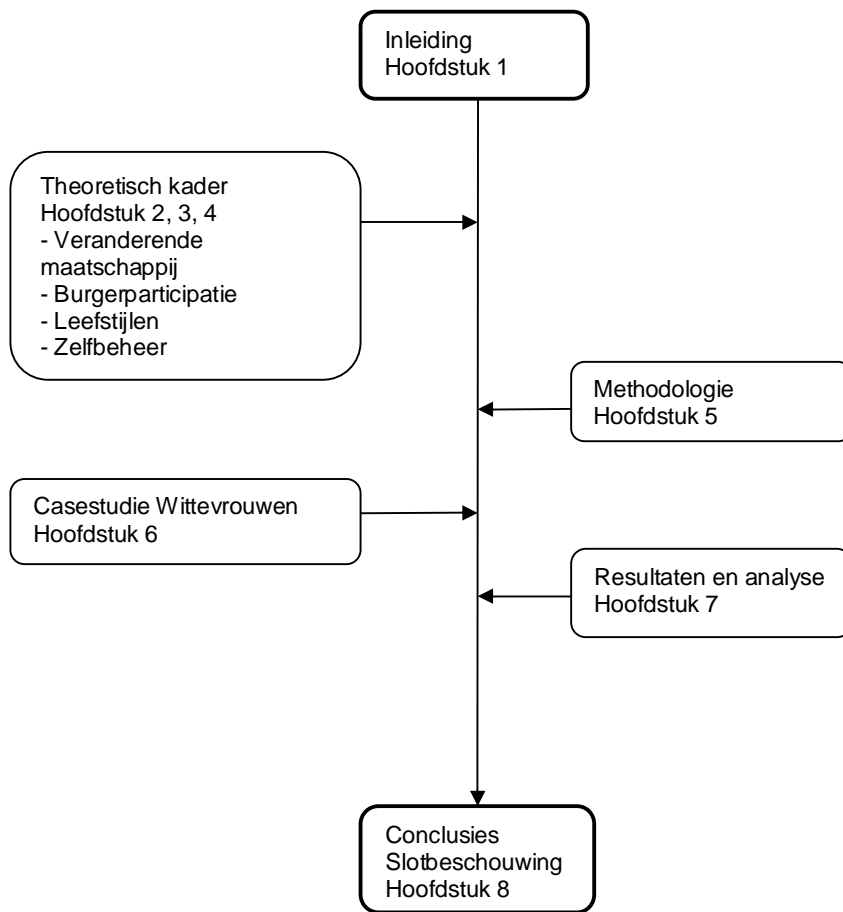 Inleiding
Hoofdstuk 1
Theoretisch kader
Hoofdstuk 2, 3, 4
- Veranderende
maatschappij
- Burgerparticipatie
- Leefstijlen
- Zelfbeheer
Methodologie
Hoofdstuk 5
Casestudie Wittevrouwen
Hoofdstuk 6
Resultaten en analyse
Hoofdstuk 7
Conclusies
Slotbeschouwing
Hoofdstuk 8